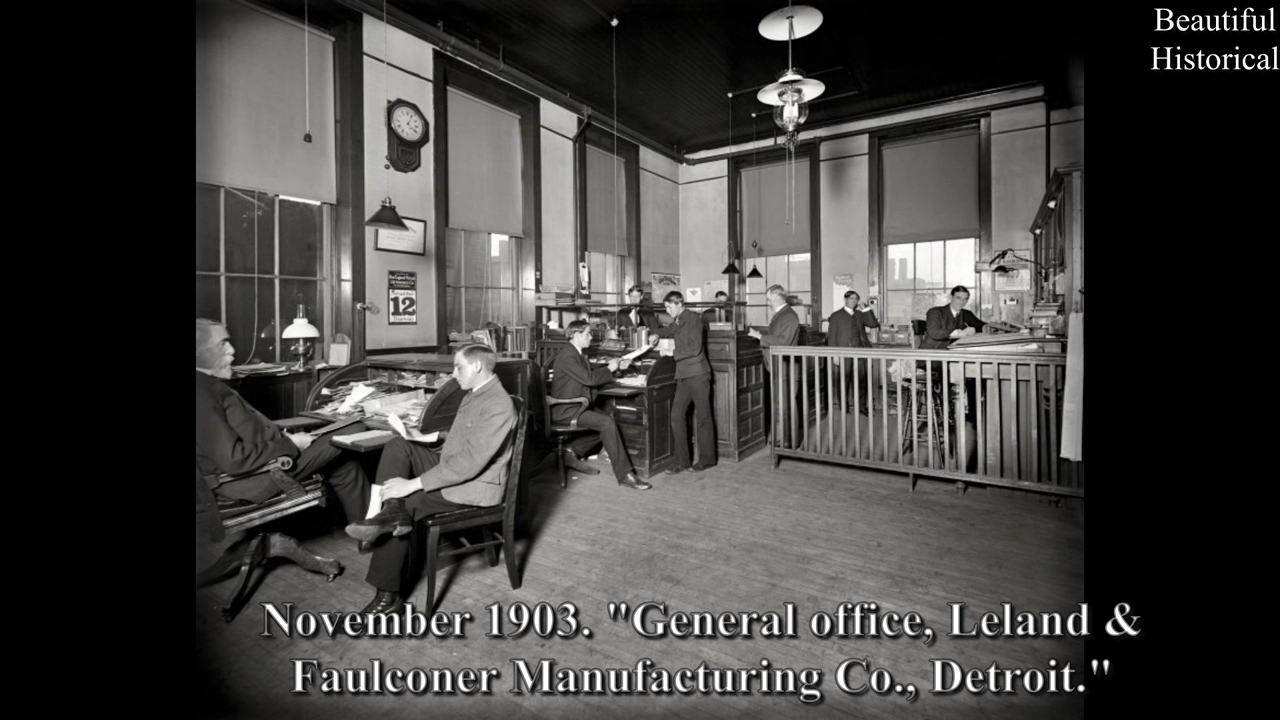 Beautiful
Historical
12
November 1903. "General office, Leland &
Faulconer Manufacturing Co., Detroit."